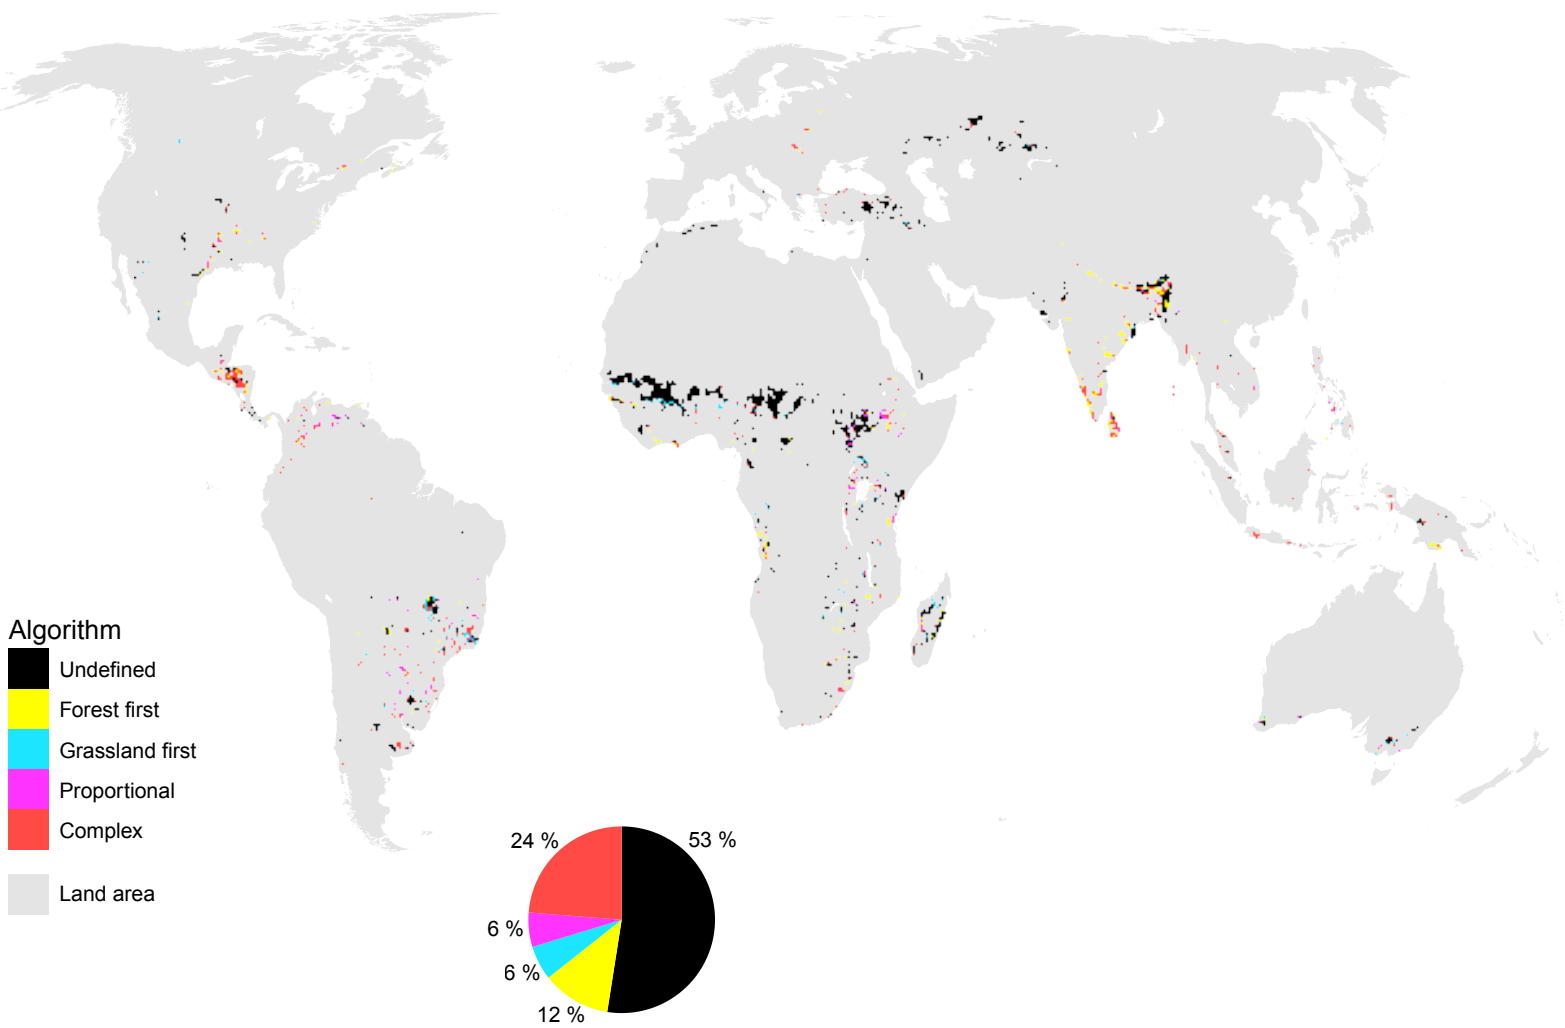 Algorithm
Undefined
Forest first
Grassland first
Proportional
Complex
Land area
24 %
53 %
6 %
6 %
12 %